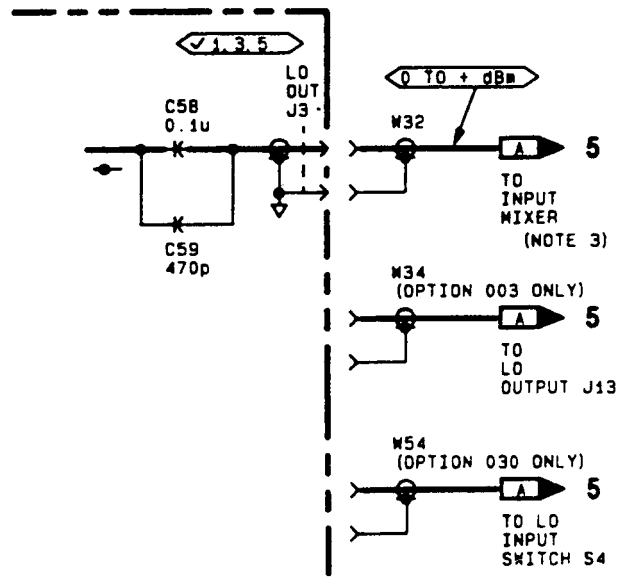 ✓ 1, 3, 5
LO
OUT
J3
C58
0.1u
C59
470p
0 TO + dBm
W32
A 5
TO
INPUT
MIXER
(NOTE 3)
W34
(OPTION 003 ONLY)
A 5
TO
LO
OUTPUT J13
W54
(OPTION 030 ONLY)
A 5
TO LO
INPUT
SWITCH S4